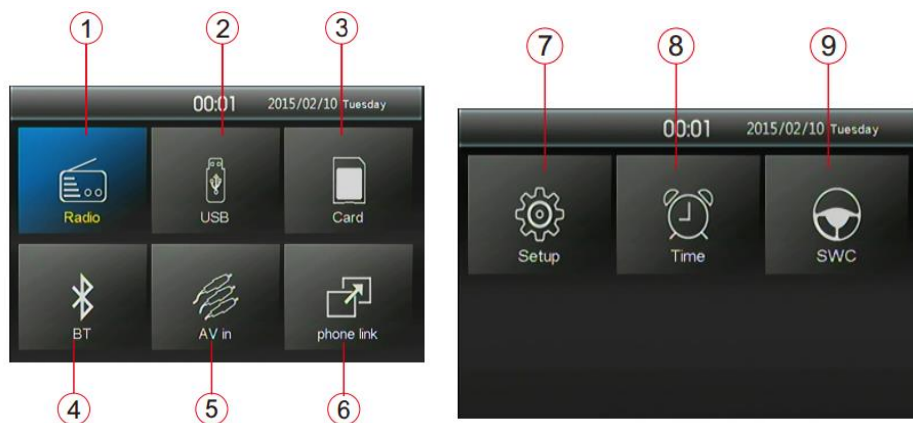 1 2 3
00:01 2015/02/10 Tuesday
Radio USB Card
BT AV in phone link
4 5 6
7 8 9
00:01 2015/02/10 Tuesday
Setup Time SWC